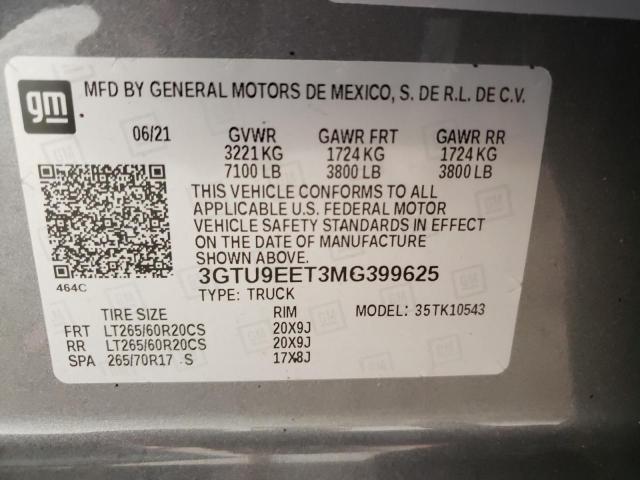 gm
MFD BY GENERAL MOTORS DE MEXICO, S. DE R.L. DE C.V.
06/21 GVWR GAWR FRT GAWR RR
3221 KG 1724 KG 1724 KG
7100 LB 3800 LB 3800 LB
THIS VEHICLE CONFORMS TO ALL
APPLICABLE U.S. FEDERAL MOTOR
VEHICLE SAFETY STANDARDS IN EFFECT
ON THE DATE OF MANUFACTURE
SHOWN ABOVE.
464C
3GTU9EET3MG399625
TYPE: TRUCK MODEL: 35TK10543
TIRE SIZE RIM
FRT LT265/60R20CS 20X9J
RR LT265/60R20CS 20X9J
SPA 265/70R17 S 17X8J